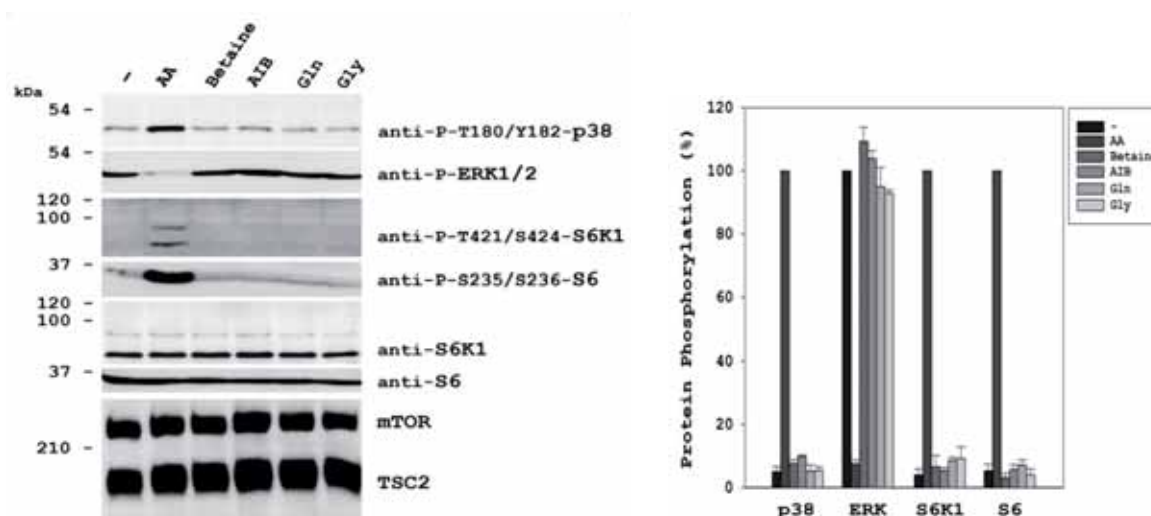 - AA Betaine AIB Gln Gly
kDa
54 -
anti-P-T180/Y182-p38
54 -
anti-P-ERK1/2
120 -
100 -
anti-P-T421/S424-S6K1
37 -
anti-P-S235/S236-S6
120 -
100 -
anti-S6K1
37 -
anti-S6
mTOR
210 -
TSC2
Protein Phosphorylation (%)
120
100
80
60
40
20
0
p38 ERK S6K1 S6
-
AA
Betain
AIB
Gln
Gly